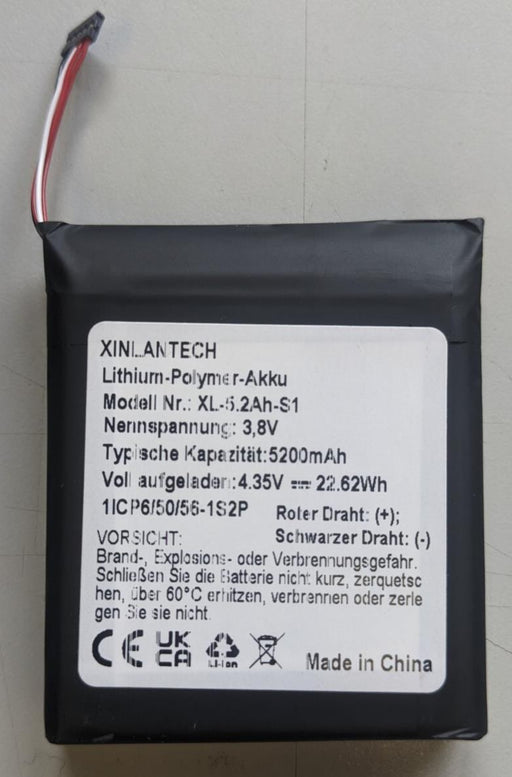 XINLANTECH
Lithium-Polymer-Akku
Modell Nr.: XL-5.2Ah-S1
Nennspannung: 3,8V
Typische Kapazität:5200mAh
Voll aufgeladen:4.35V ⎓ 22.62Wh
1ICP6/50/56-1S2P
Roter Draht: (+);
Schwarzer Draht: (-)
VORSICHT:
Brand-, Explosions- oder Verbrennungsgefahr.
Schließen Sie die Batterie nicht kurz, zerquetsc
hen, über 60°C erhitzen, verbrennen oder zerle
gen Sie sie nicht.
CE UK CA Li-ion Made in China